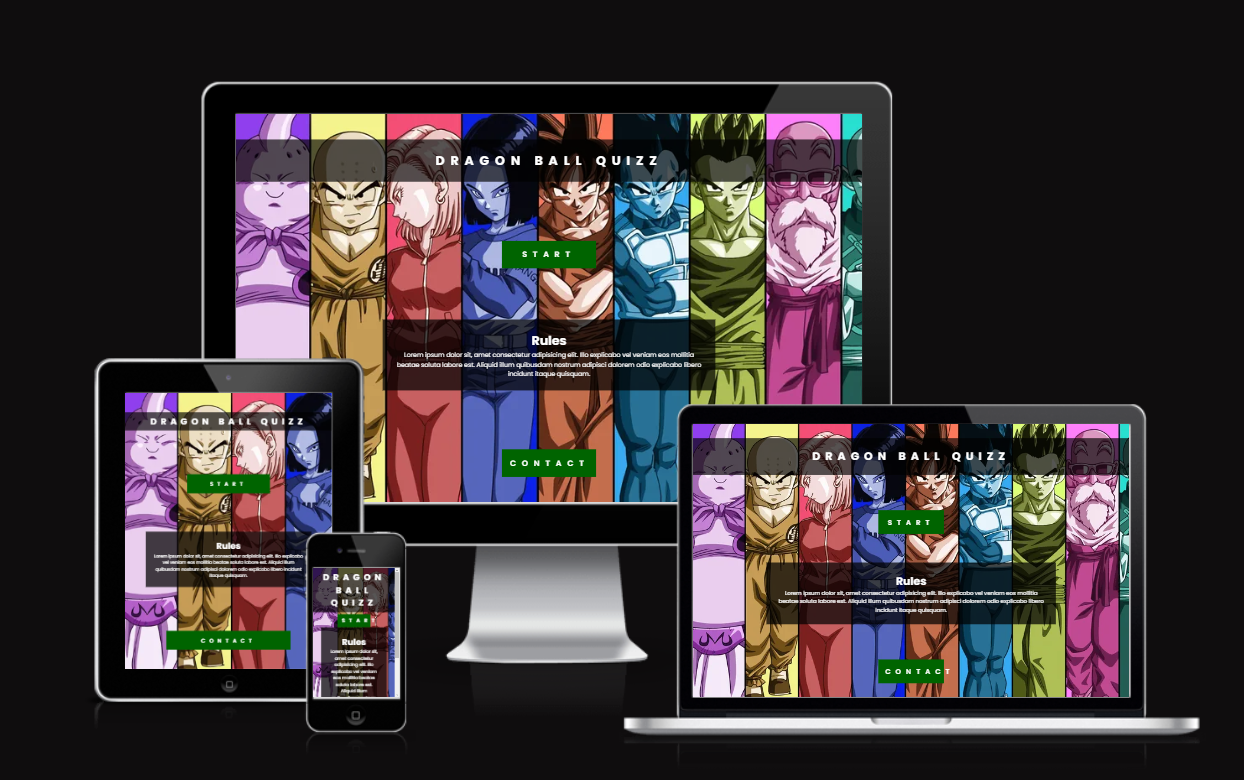 DRAGON BALL QUIZZ
START
Rules
Lorem ipsum dolor sit, amet consectetur adipisicing elit. Illo explicabo vel veniam eos mollitia
beatae soluta labore est. Aliquid illum quibusdam nostrum adipisci dolorem explicabo libero
incidunt itaque quisquam.
CONTACT
DRAGON BALL QUIZZ
START
Rules
Lorem ipsum dolor sit, amet consectetur adipisicing elit. Illo explicabo
vel veniam eos mollitia beatae soluta labore est. Aliquid illum
quibusdam nostrum adipisci dolorem explicabo libero incidunt
itaque quisquam.
CONTACT
DRAGON
BALL
QUIZZ
START
Rules
Lorem ipsum dolor
sit, amet consectetur
adipisicing elit. Illo
explicabo vel veniam
eos mollitia beatae
soluta labore est.
Aliquid illum
DRAGON BALL QUIZZ
START
Rules
Lorem ipsum dolor sit, amet consectetur adipisicing elit. Illo explicabo vel veniam eos mollitia
beatae soluta labore est. Aliquid illum quibusdam nostrum adipisci dolorem explicabo libero
incidunt itaque quisquam.
CONTACT